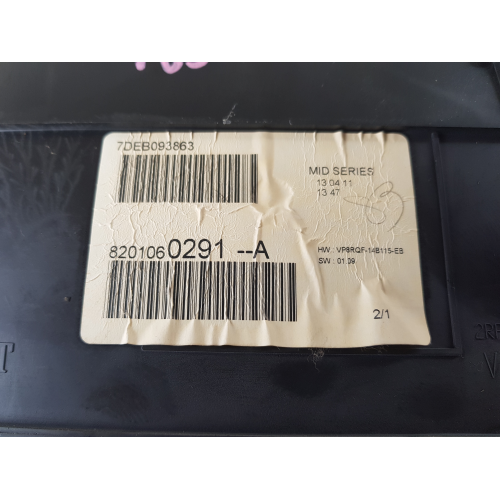 7DEB093863
MID SERIES
13 04 11
13 47
8201060291 --A
HW : VP8RQF-14B115-EB
SW : 01.09
2/1